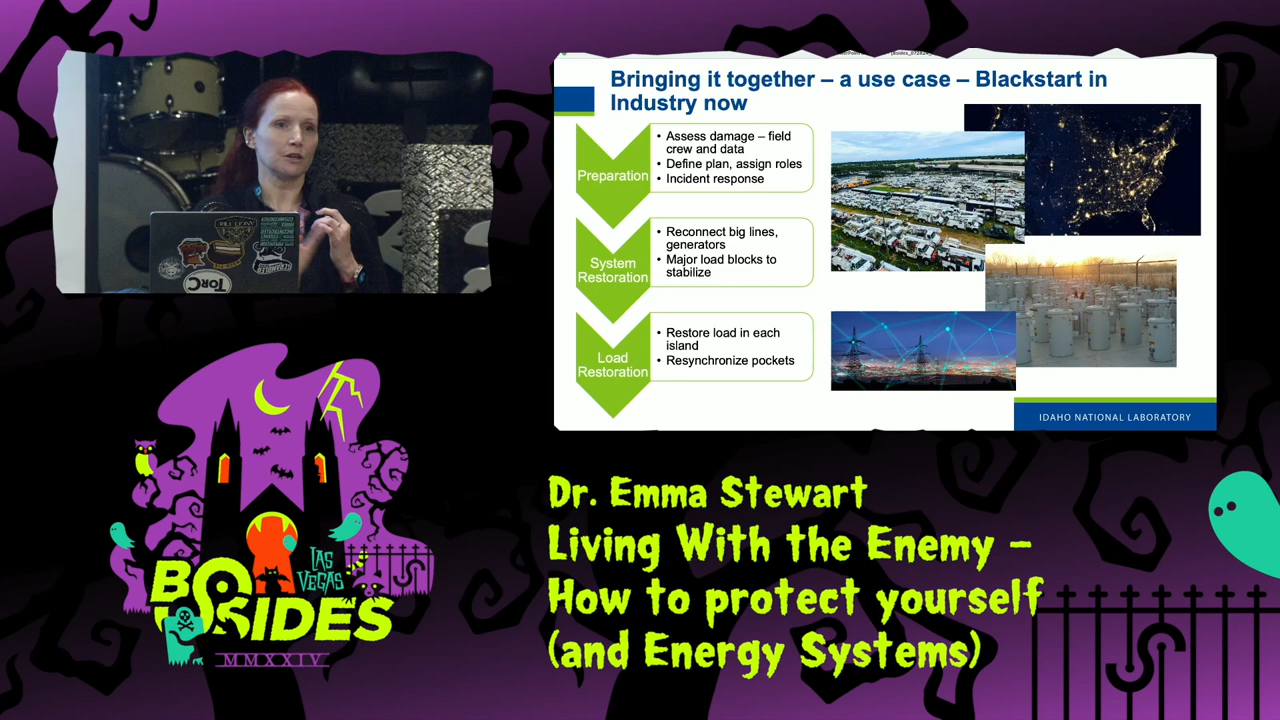 Bringing it together – a use case – Blackstart in
Industry now
Preparation
• Assess damage – field
crew and data
• Define plan, assign roles
• Incident response
System
Restoration
• Reconnect big lines,
generators
• Major load blocks to
stabilize
Load
Restoration
• Restore load in each
island
• Resynchronize pockets
IDAHO NATIONAL LABORATORY
TorC
LAS
VEGAS
BSIDES
MMXXIV
Dr. Emma Stewart
Living With the Enemy –
How to protect yourself
(and Energy Systems)